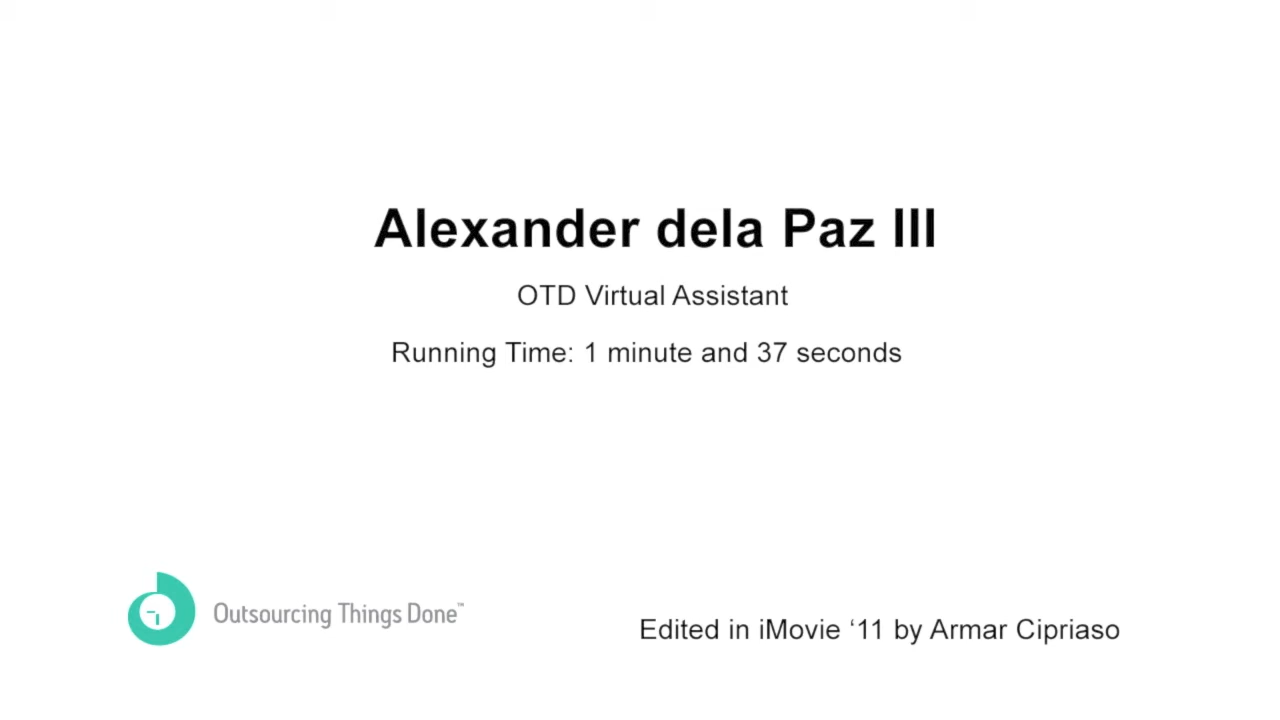 Alexander dela Paz III
OTD Virtual Assistant
Running Time: 1 minute and 37 seconds
Outsourcing Things Done™
Edited in iMovie ‘11 by Armar Cipriaso